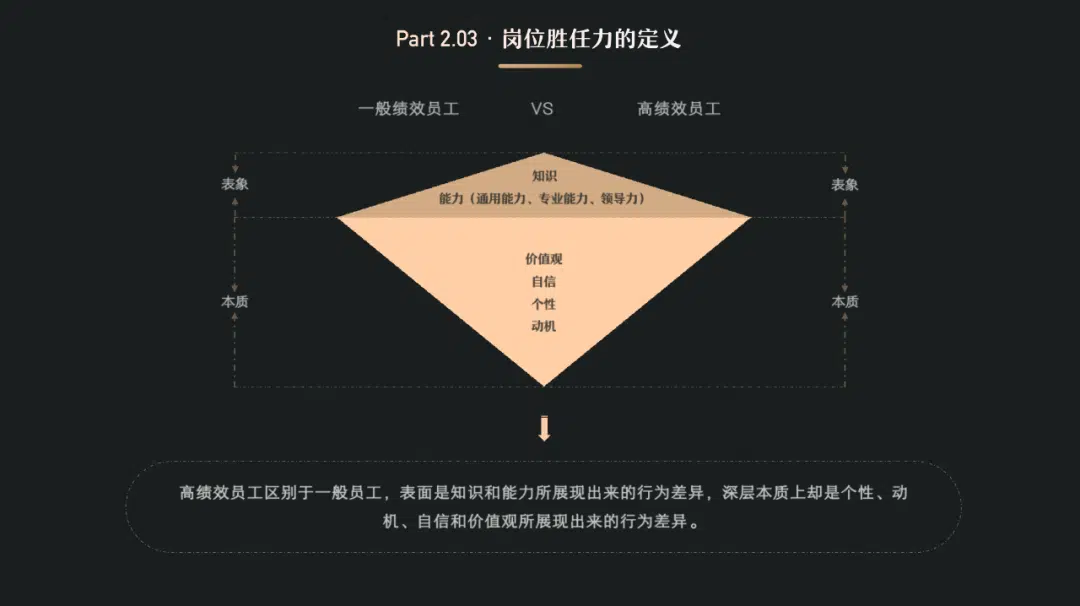 Part 2.03 · 岗位胜任力的定义
一般绩效员工 VS 高绩效员工
知识
表象 能力（通用能力、专业能力、领导力） 表象
价值观
自信
本质 个性 本质
动机
高绩效员工区别于一般员工，表面是知识和能力所展现出来的行为差异，深层本质上却是个性、动
机、自信和价值观所展现出来的行为差异。